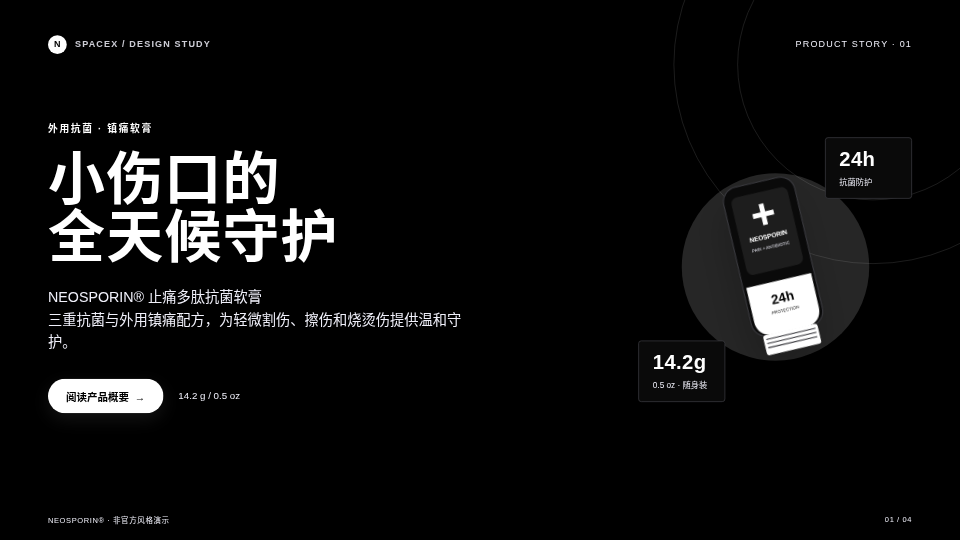 N SPACEX / DESIGN STUDY
PRODUCT STORY · 01
外用抗菌 · 镇痛软膏
小伤口的
全天候守护
NEOSPORIN® 止痛多肽抗菌软膏
三重抗菌与外用镇痛配方，为轻微割伤、擦伤和烧烫伤提供温和守
护。
阅读产品概要 →
14.2 g / 0.5 oz
24h
抗菌防护
NEOSPORIN
PAIN + ANTIBIOTIC
24h
PROTECTION
14.2g
0.5 oz · 随身装
NEOSPORIN® · 非官方风格演示
01 / 04